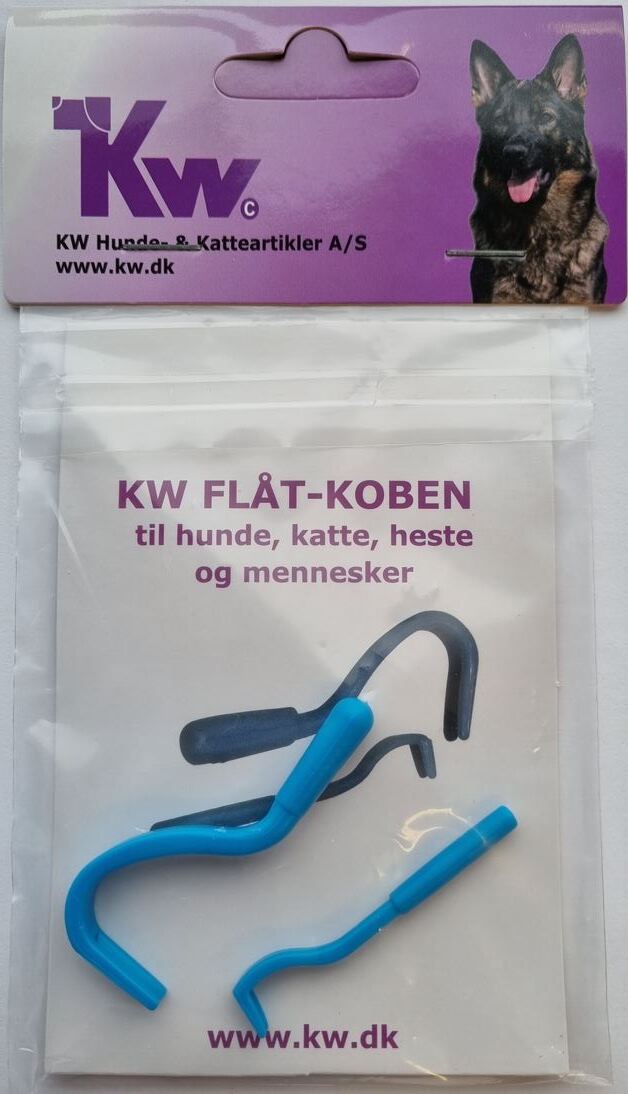 KW
©
KW Hunde- & Katteartikler A/S
www.kw.dk
KW FLÅT-KOBEN
til hunde, katte, heste
og mennesker
www.kw.dk